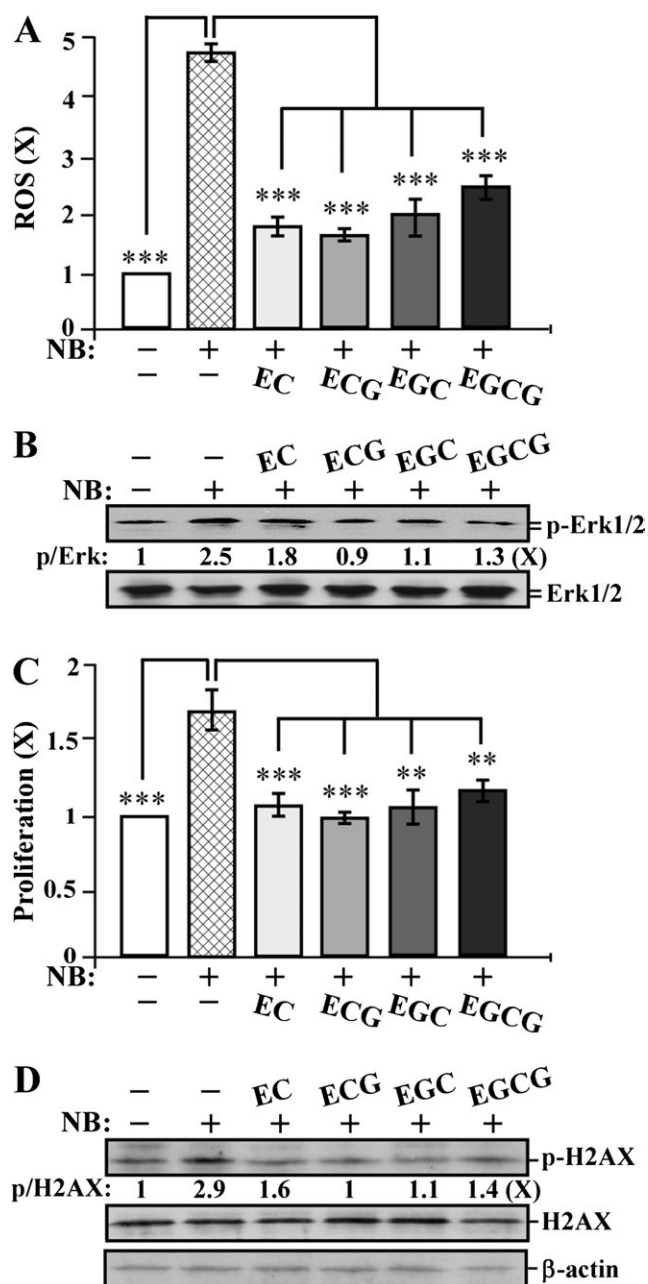 A
ROS (X)
5
4
3
2
1
0
*** *** *** *** ***
NB: − + + + + +
− − EC ECG EGC EGCG
B
− − EC ECG EGC EGCG
NB: − + + + + +
p-Erk1/2
p/Erk: 1 2.5 1.8 0.9 1.1 1.3 (X)
Erk1/2
C
Proliferation (X)
2
1.5
1
0.5
0
*** *** *** ** **
NB: − + + + + +
− − EC ECG EGC EGCG
D
− − EC ECG EGC EGCG
NB: − + + + + +
p-H2AX
p/H2AX: 1 2.9 1.6 1 1.1 1.4 (X)
H2AX
β-actin